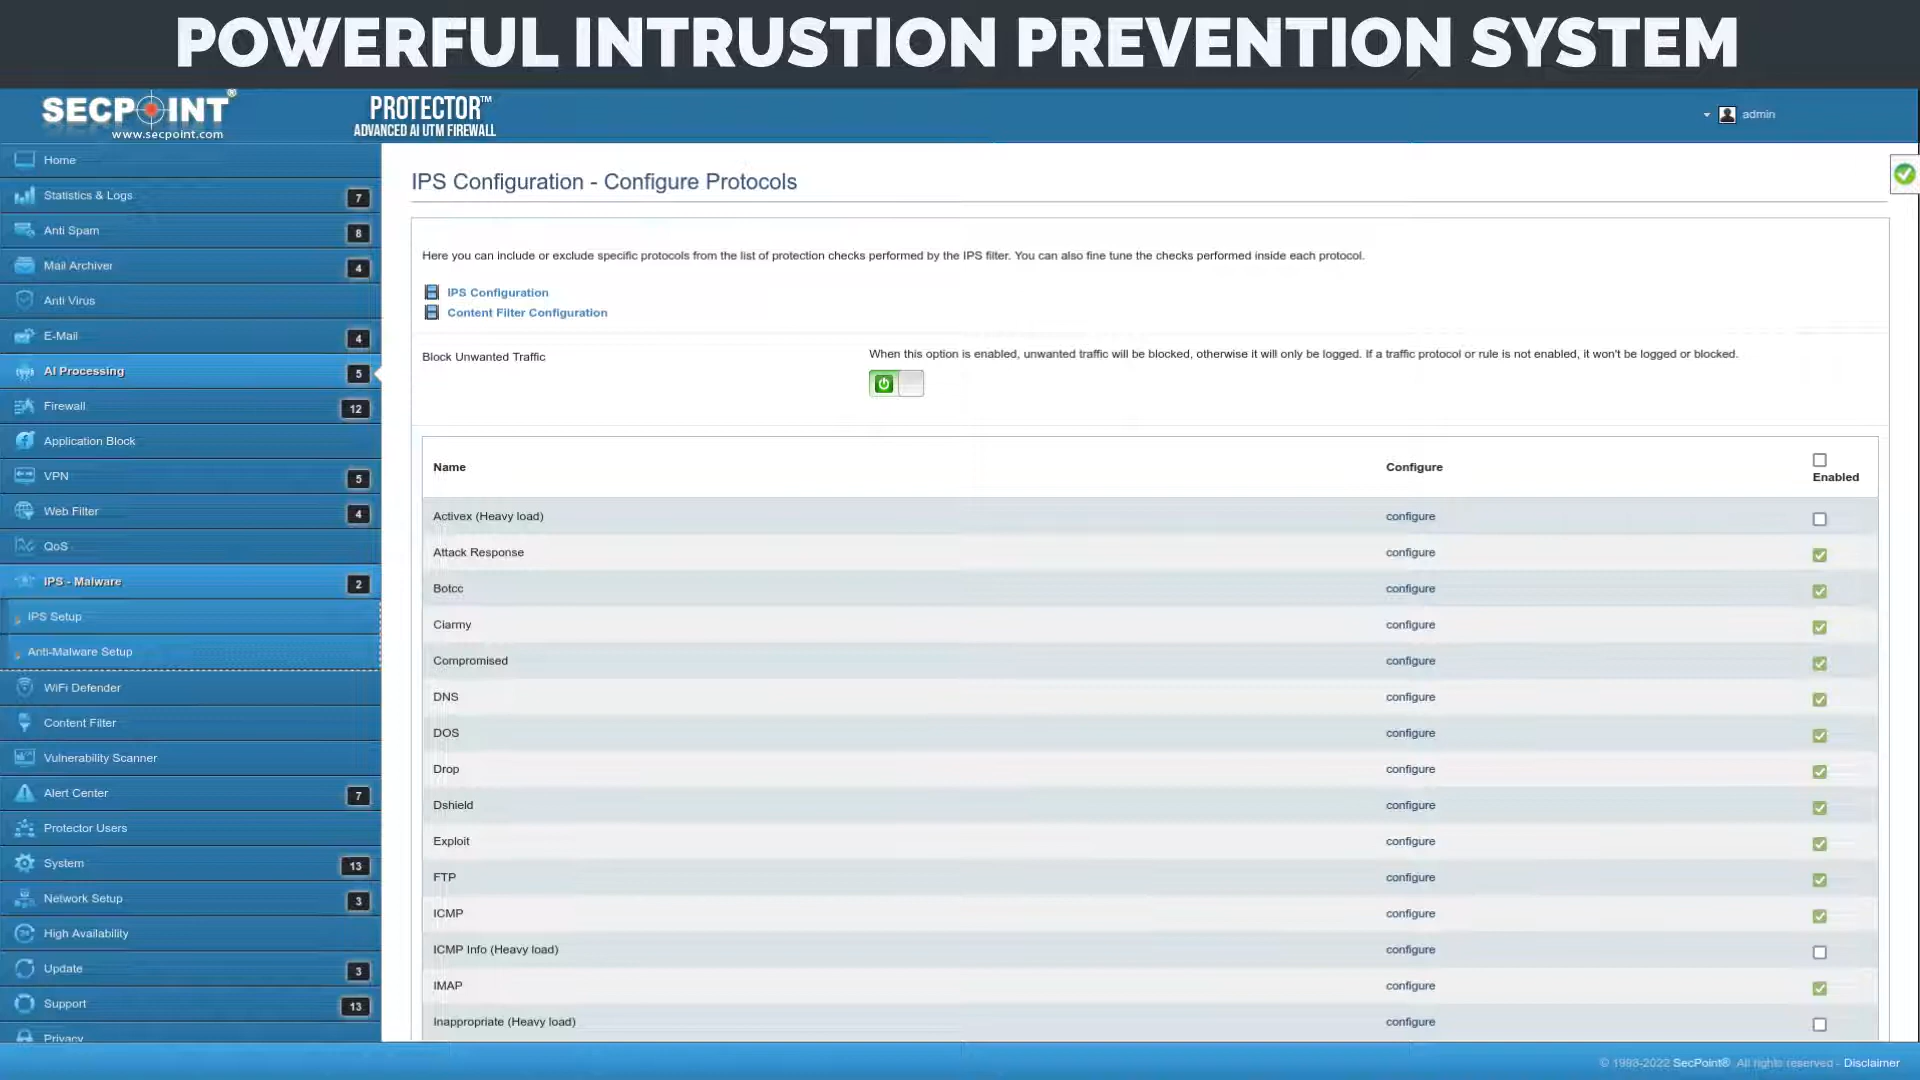 POWERFUL INTRUSTION PREVENTION SYSTEM
SECPOINT®
www.secpoint.com
PROTECTOR™
ADVANCED AI UTM FIREWALL
admin
Home
Statistics & Logs 7
Anti Spam 8
Mail Archiver 4
Anti Virus
E-Mail 4
AI Processing 5
Firewall 12
Application Block
VPN 5
Web Filter 4
QoS
IPS - Malware 2
IPS Setup
Anti-Malware Setup
WiFi Defender
Content Filter
Vulnerability Scanner
Alert Center 7
Protector Users
System 13
Network Setup 3
High Availability
Update 3
Support 13
Privacy
IPS Configuration - Configure Protocols
Here you can include or exclude specific protocols from the list of protection checks performed by the IPS filter. You can also fine tune the checks performed inside each protocol.
IPS Configuration
Content Filter Configuration
Block Unwanted Traffic
When this option is enabled, unwanted traffic will be blocked, otherwise it will only be logged. If a traffic protocol or rule is not enabled, it won't be logged or blocked.
Name Configure Enabled
Activex (Heavy load) configure
Attack Response configure
Botcc configure
Ciarmy configure
Compromised configure
DNS configure
DOS configure
Drop configure
Dshield configure
Exploit configure
FTP configure
ICMP configure
ICMP Info (Heavy load) configure
IMAP configure
Inappropriate (Heavy load) configure
© 1993-2022 SecPoint® All rights reserved - Disclaimer